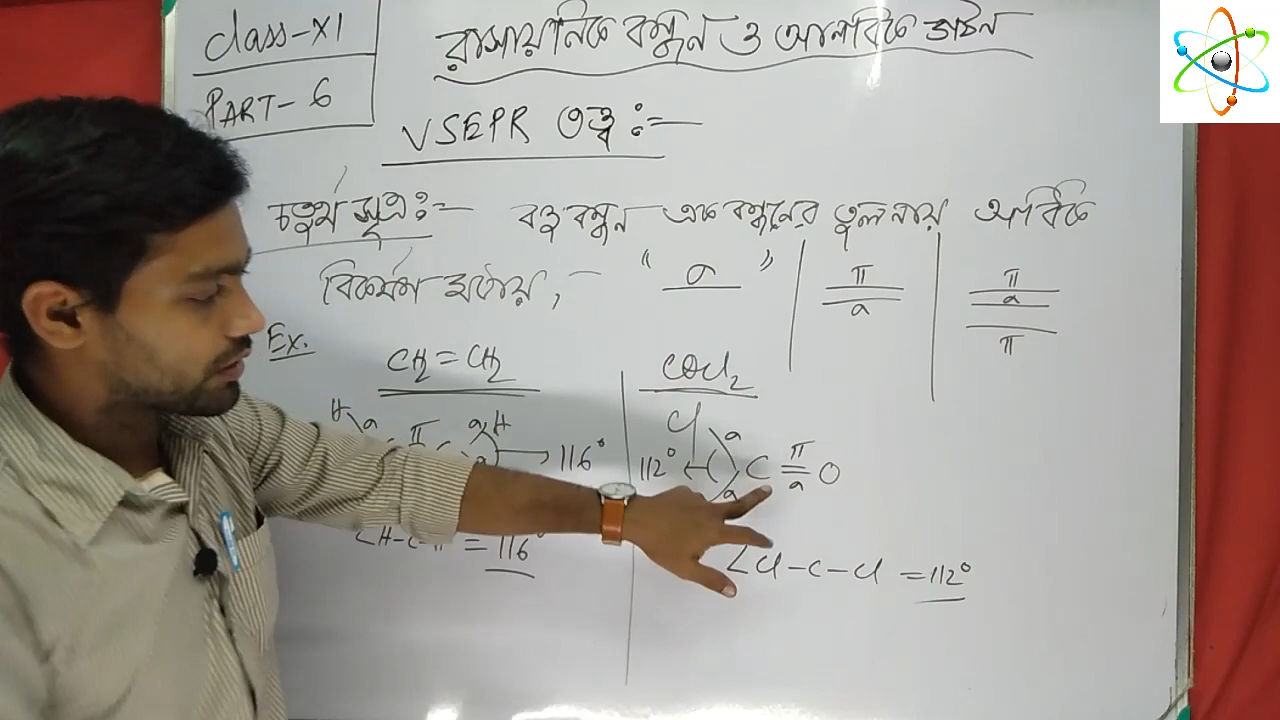 Class-XI
PART- 6
রাসায়নিক বন্ধন ও আণবিক গঠন
VSEPR তত্ত্ব :-
চতুর্থ সূত্র :- বহু বন্ধন এক বন্ধনের তুলনায় অধিক
বিকর্ষণ ঘটায়,
" σ "
π
σ
π
σ
π
Ex.
CH2 = CH2
COCl2
H σ π C σ H
σ → 116°
Cl σ
112° ← ( C π σ O
σ
∠H-C-H = 116°
∠Cl-C-Cl = 112°